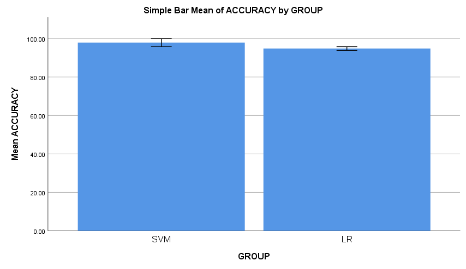 Simple Bar Mean of ACCURACY by GROUP
Mean ACCURACY
100.00
80.00
60.00
40.00
20.00
0.00
SVM
LR
GROUP